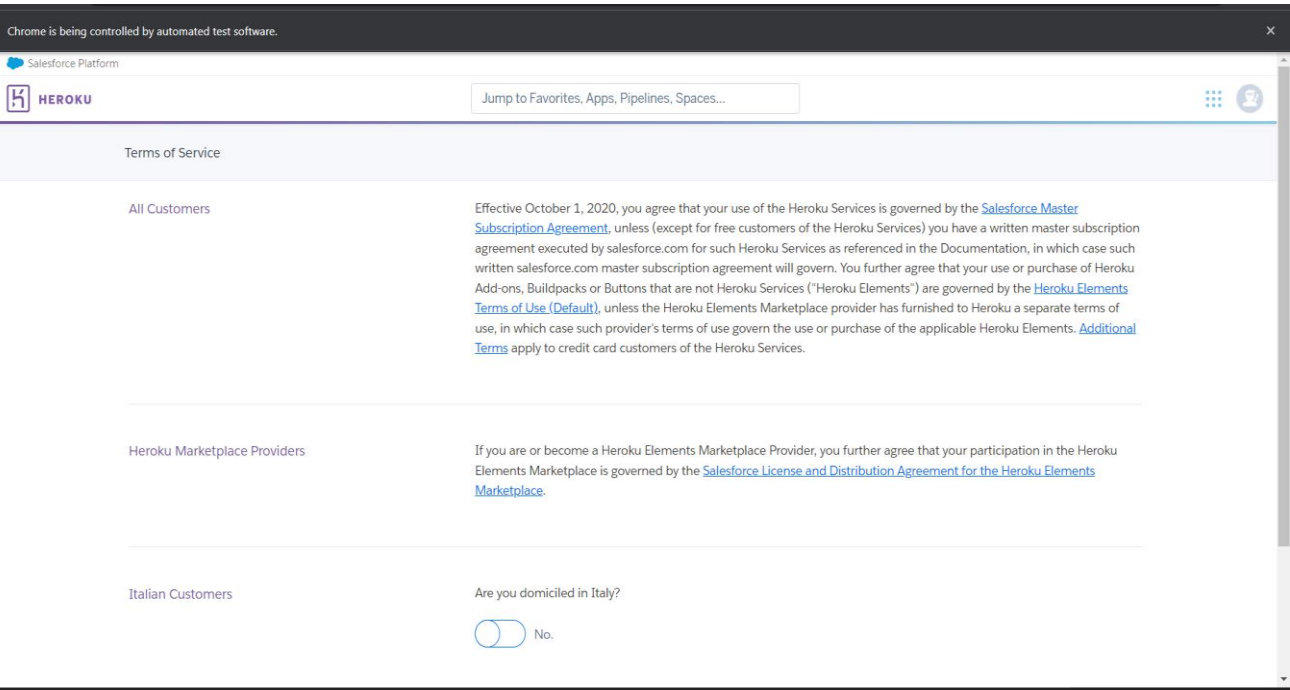 Chrome is being controlled by automated test software.
Salesforce Platform
HEROKU
Jump to Favorites, Apps, Pipelines, Spaces...
Terms of Service
All Customers
Effective October 1, 2020, you agree that your use of the Heroku Services is governed by the Salesforce Master
Subscription Agreement, unless (except for free customers of the Heroku Services) you have a written master subscription
agreement executed by salesforce.com for such Heroku Services as referenced in the Documentation, in which case such
written salesforce.com master subscription agreement will govern. You further agree that your use or purchase of Heroku
Add-ons, Buildpacks or Buttons that are not Heroku Services ("Heroku Elements") are governed by the Heroku Elements
Terms of Use (Default), unless the Heroku Elements Marketplace provider has furnished to Heroku a separate terms of
use, in which case such provider's terms of use govern the use or purchase of the applicable Heroku Elements. Additional
Terms apply to credit card customers of the Heroku Services.
Heroku Marketplace Providers
If you are or become a Heroku Elements Marketplace Provider, you further agree that your participation in the Heroku
Elements Marketplace is governed by the Salesforce License and Distribution Agreement for the Heroku Elements
Marketplace.
Italian Customers
Are you domiciled in Italy?
No.